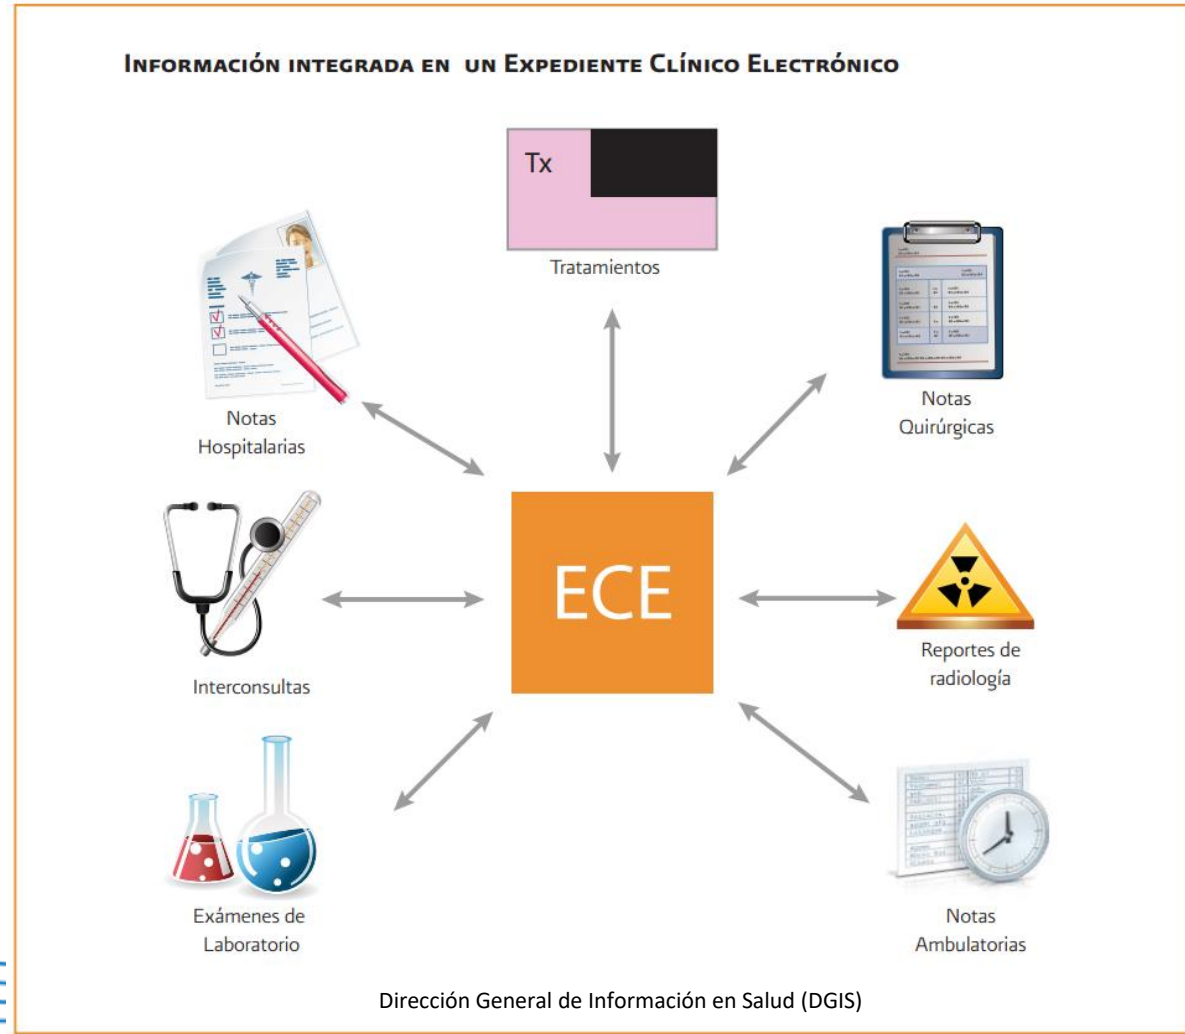 INFORMACIÓN INTEGRADA EN UN EXPEDIENTE CLÍNICO ELECTRÓNICO
Tx
Tratamientos
Notas
Hospitalarias
Notas
Quirúrgicas
ECE
Interconsultas
Reportes de
radiología
Exámenes de
Laboratorio
Notas
Ambulatorias
Dirección General de Información en Salud (DGIS)